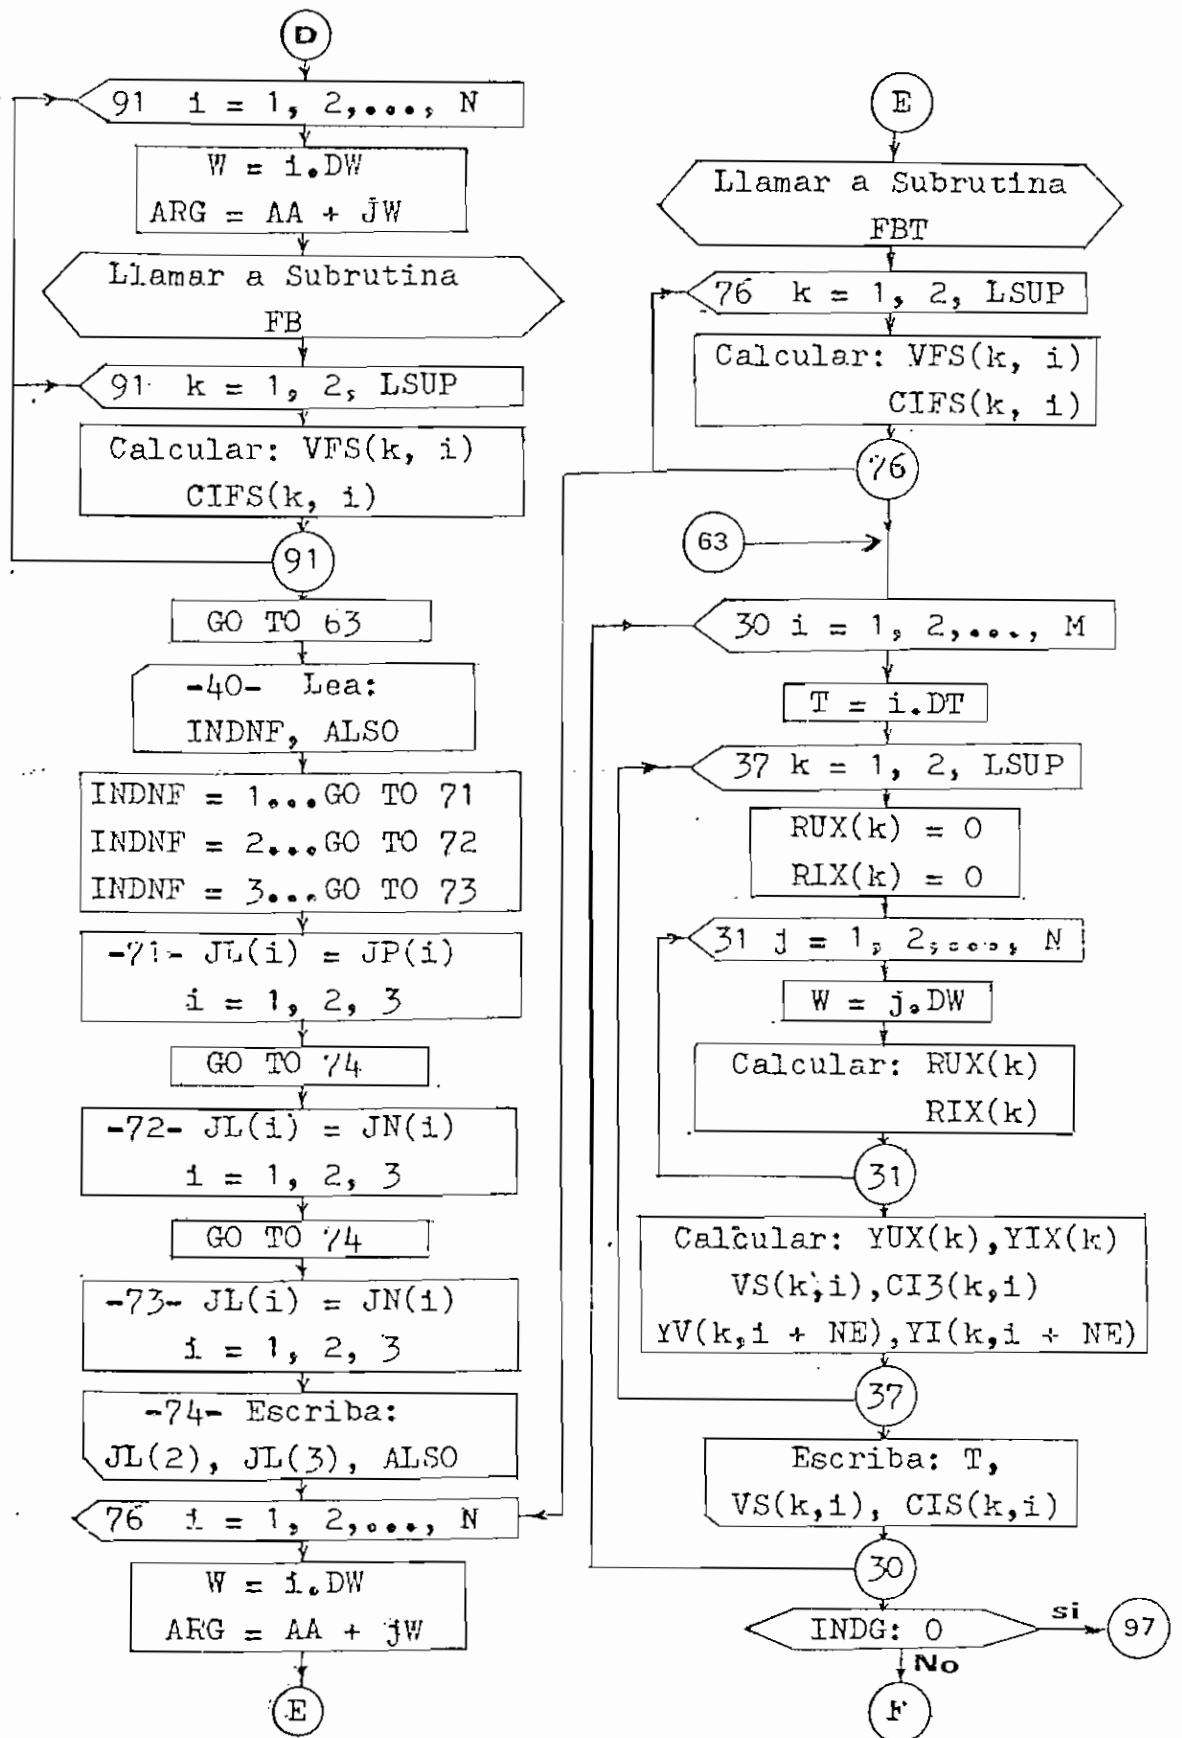 D
91 i = 1, 2,..., N
W = i.DW
ARG = AA + jW
Llamar a Subrutina
FB
91 k = 1, 2, LSUP
Calcular: VFS(k, i)
CIFS(k, i)
91
GO TO 63
-40- Lea:
INDNF, ALSO
INDNF = 1...GO TO 71
INDNF = 2...GO TO 72
INDNF = 3...GO TO 73
-71- JL(i) = JP(i)
i = 1, 2, 3
GO TO 74
-72- JL(i) = JN(i)
i = 1, 2, 3
GO TO 74
-73- JL(i) = JN(i)
i = 1, 2, 3
-74- Escriba:
JL(2), JL(3), ALSO
76 i = 1, 2,..., N
W = i.DW
ARG = AA + jW
E
E
Llamar a Subrutina
FBT
76 k = 1, 2, LSUP
Calcular: VFS(k, i)
CIFS(k, i)
76
63
30 i = 1, 2,..., M
T = i.DT
37 k = 1, 2, LSUP
RUX(k) = 0
RIX(k) = 0
31 j = 1, 2,..., N
W = j.DW
Calcular: RUX(k)
RIX(k)
31
Calcular: YUX(k),YIX(k)
VS(k,i),CI3(k,i)
YV(k,i + NE),YI(k,i + NE)
37
Escriba: T,
VS(k,i), CIS(k,i)
30
INDG: 0
si
97
No
F